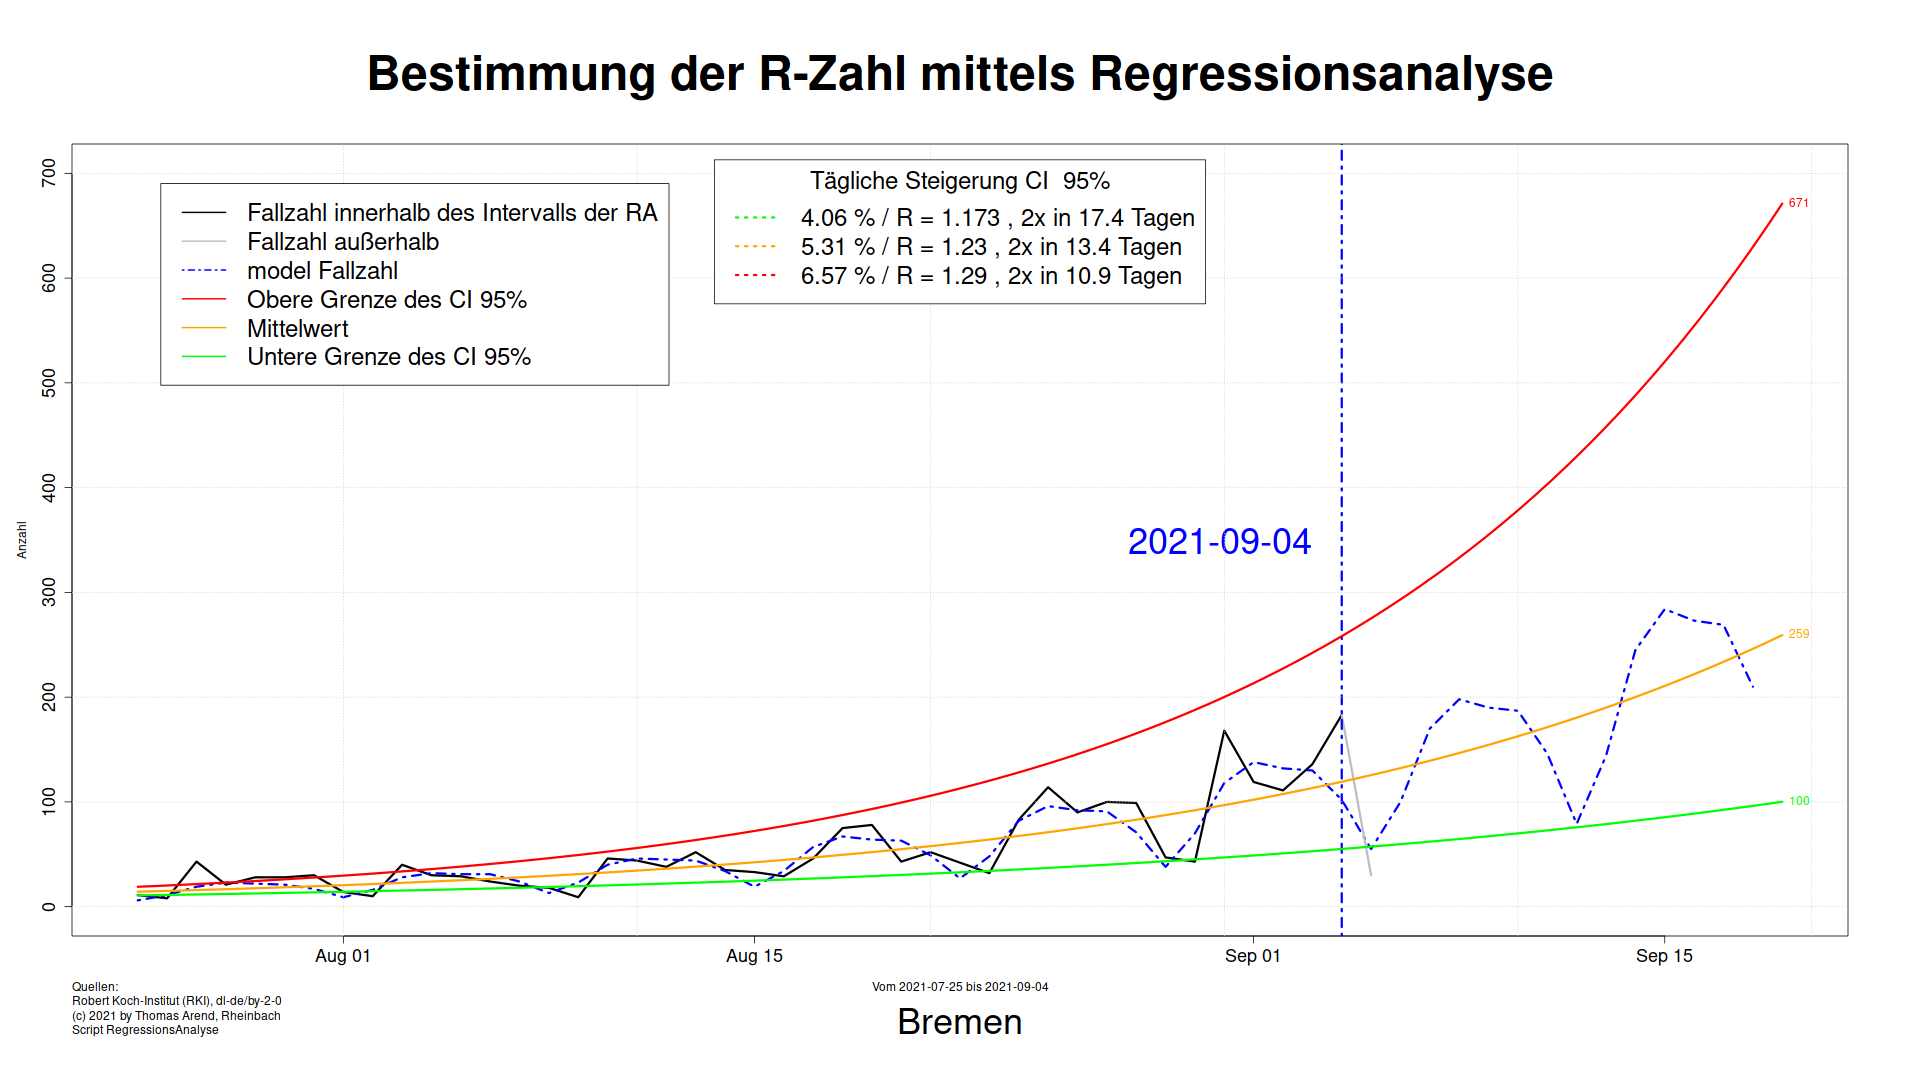 Bestimmung der R-Zahl mittels Regressionsanalyse
Fallzahl innerhalb des Intervalls der RA
Fallzahl außerhalb
model Fallzahl
Obere Grenze des CI 95%
Mittelwert
Untere Grenze des CI 95%
Tägliche Steigerung CI  95%
4.06 % / R = 1.173 , 2x in 17.4 Tagen
5.31 % / R = 1.23 , 2x in 13.4 Tagen
6.57 % / R = 1.29 , 2x in 10.9 Tagen
700
600
500
400
300
200
100
0
Anzahl
2021-09-04
671
259
100
Aug 01
Aug 15
Sep 01
Sep 15
Quellen:
Robert Koch-Institut (RKI), dl-de/by-2-0
(c) 2021 by Thomas Arend, Rheinbach
Script RegressionsAnalyse
Vom 2021-07-25 bis 2021-09-04
Bremen